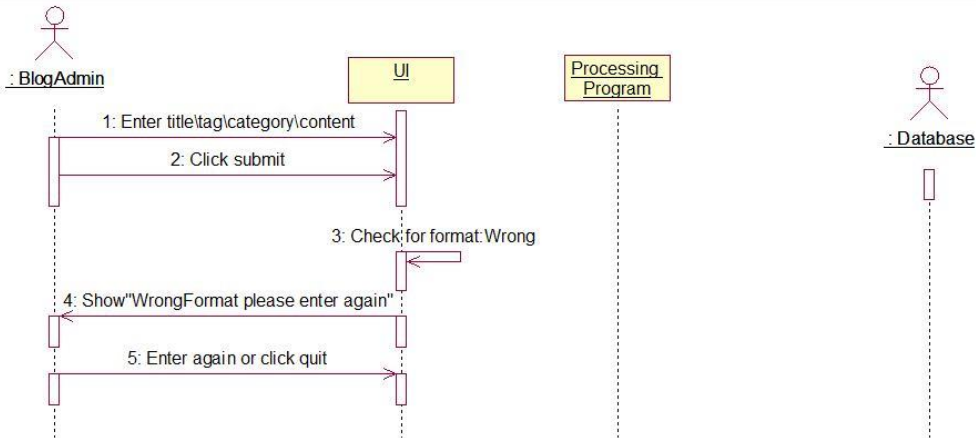 : BlogAdmin
UI
Processing
Program
: Database
1: Enter title\tag\category\content
2: Click submit
3: Check for format:Wrong
4: Show"WrongFormat please enter again"
5: Enter again or click quit